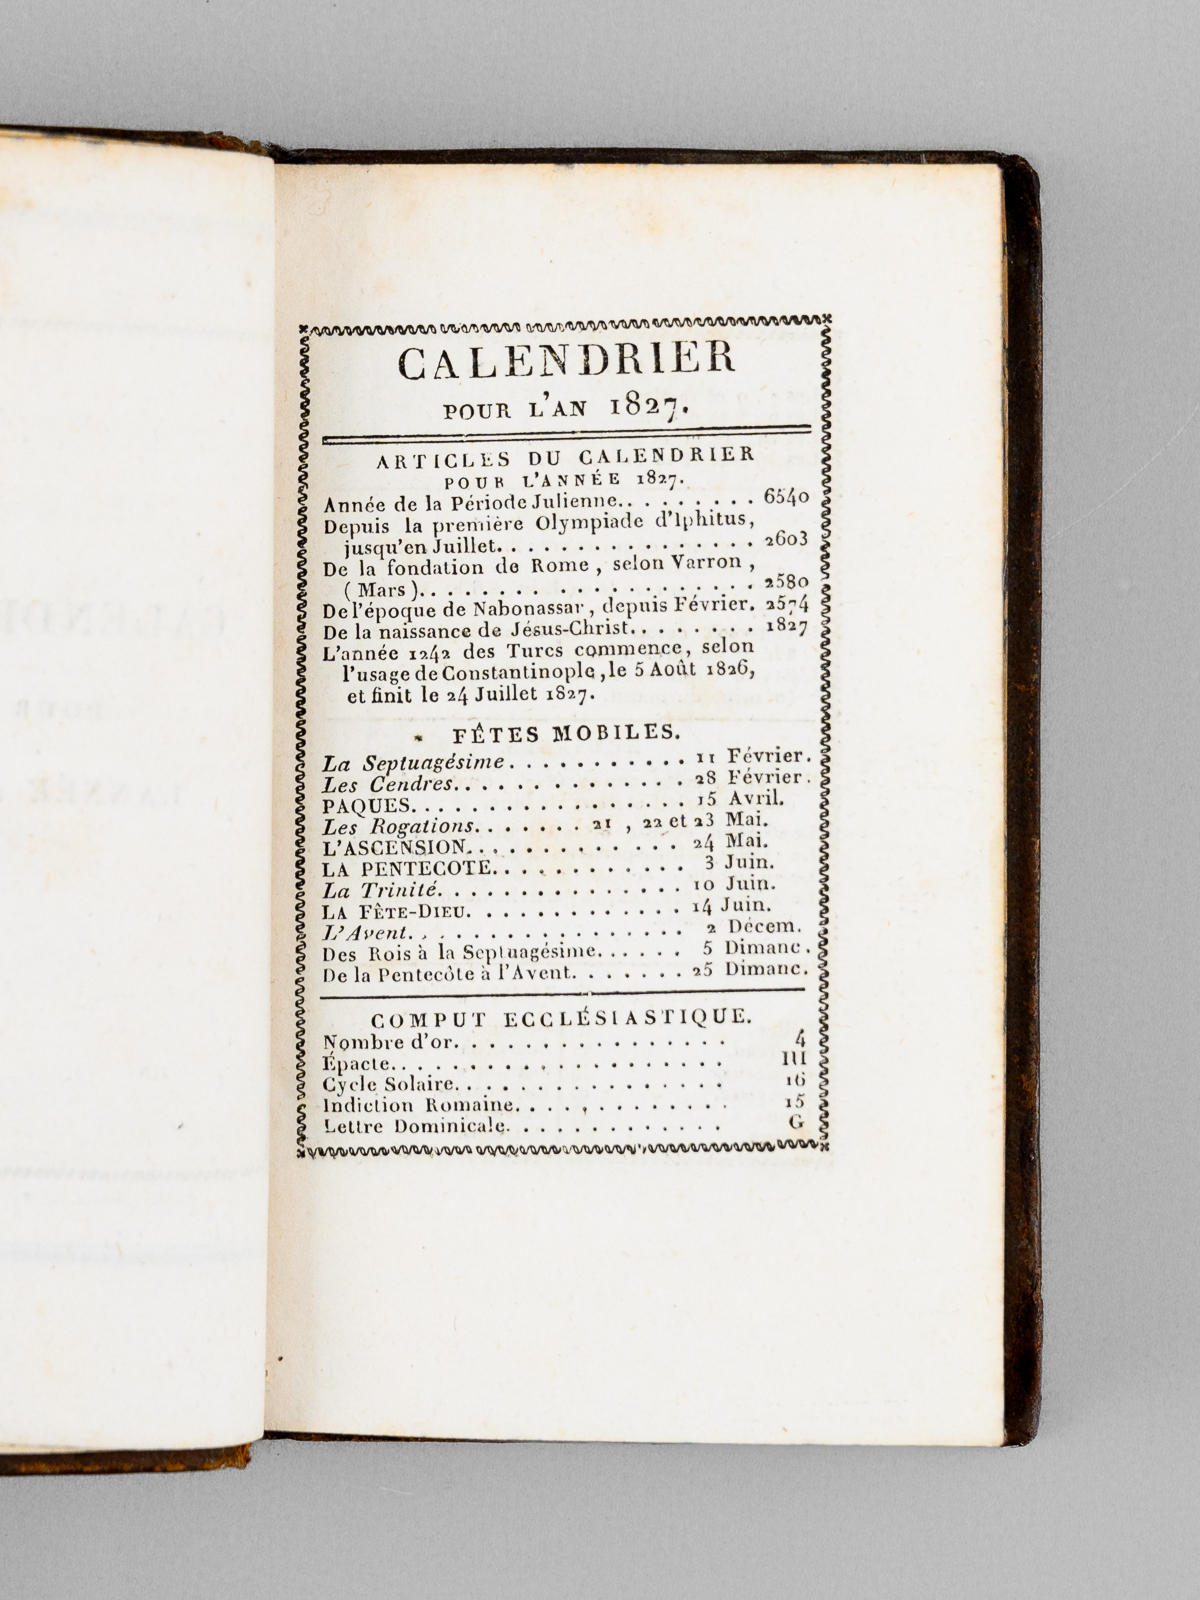 CALENDRIER
POUR L'AN 1827.
ARTICLES DU CALENDRIER
POUR L'ANNÉE 1827.
Année de la Période Julienne. . . . . . . . . 6540
Depuis la première Olympiade d'Iphitus,
jusqu'en Juillet. . . . . . . . . . . . . . . 2603
De la fondation de Rome, selon Varron,
(Mars). . . . . . . . . . . . . . . . . . 2580
De l'époque de Nabonassar, depuis Février. 2574
De la naissance de Jésus-Christ. . . . . . . . 1827
L'année 1242 des Turcs commence, selon
l'usage de Constantinople, le 5 Août 1826,
et finit le 24 Juillet 1827.
FÊTES MOBILES.
La Septuagésime. . . . . . . . . . . 11 Février.
Les Cendres. . . . . . . . . . . . . . 28 Février.
PAQUES. . . . . . . . . . . . . . . . . 15 Avril.
Les Rogations. . . . . . . 21, 22 et 23 Mai.
L'ASCENSION. . . . . . . . . . . . . 24 Mai.
LA PENTECOTE. . . . . . . . . . . . 3 Juin.
La Trinité. . . . . . . . . . . . . . 10 Juin.
LA FÊTE-DIEU. . . . . . . . . . . . 14 Juin.
L'Avent. . . . . . . . . . . . . . . . 2 Décem.
Des Rois à la Septuagésime. . . . . . 5 Dimanc.
De la Pentecôte à l'Avent. . . . . . . 25 Dimanc.
COMPUT ECCLÉSIASTIQUE.
Nombre d'or. . . . . . . . . . . . . . . 4
Épacte. . . . . . . . . . . . . . . . . . III
Cycle Solaire. . . . . . . . . . . . . . . 16
Indiction Romaine. . . . . . . . . . . . 15
Lettre Dominicale. . . . . . . . . . . . G